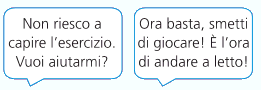 Non riesco a
capire l'esercizio.
Vuoi aiutarmi?
Ora basta, smetti
di giocare! È l'ora
di andare a letto!